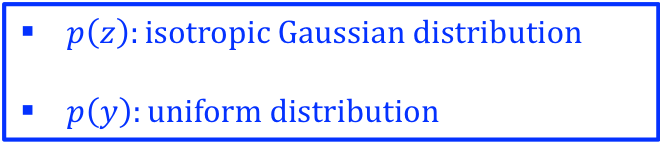 ▪ p(z): isotropic Gaussian distribution
▪ p(y): uniform distribution